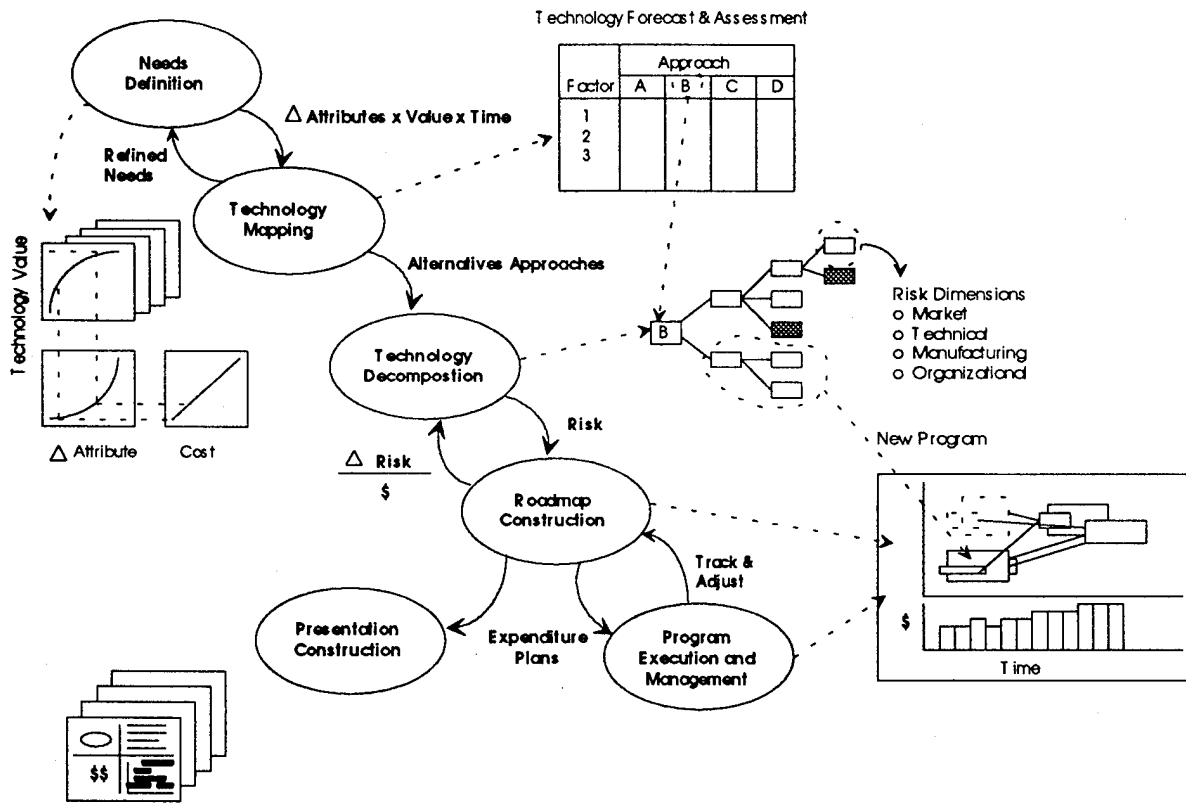 Technology Forecast & Assessment
Approach
Factor A B C D
1
2
3
Needs
Definition
Δ Attributes x Value x Time
Refined
Needs
Technology
Mapping
Technology Value
Δ Attribute
Cost
Alternatives Approaches
Technology
Decompostion
B
Risk Dimensions
o Market
o Technical
o Manufacturing
o Organizational
Risk
Δ Risk
$
Roadmap
Construction
New Program
Track &
Adjust
Presentation
Construction
Expenditure
Plans
Program
Execution and
Management
$
Time
$$